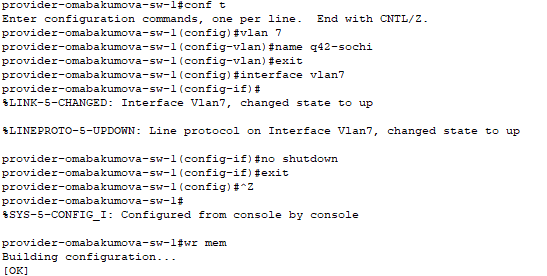 provider-omabakumova-sw-1#conf t
Enter configuration commands, one per line.  End with CNTL/Z.
provider-omabakumova-sw-1(config)#vlan 7
provider-omabakumova-sw-1(config-vlan)#name q42-sochi
provider-omabakumova-sw-1(config-vlan)#exit
provider-omabakumova-sw-1(config)#interface vlan7
provider-omabakumova-sw-1(config-if)#
%LINK-5-CHANGED: Interface Vlan7, changed state to up
%LINEPROTO-5-UPDOWN: Line protocol on Interface Vlan7, changed state to up
provider-omabakumova-sw-1(config-if)#no shutdown
provider-omabakumova-sw-1(config-if)#exit
provider-omabakumova-sw-1(config)#^Z
provider-omabakumova-sw-1#
%SYS-5-CONFIG_I: Configured from console by console
provider-omabakumova-sw-1#wr mem
Building configuration...
[OK]